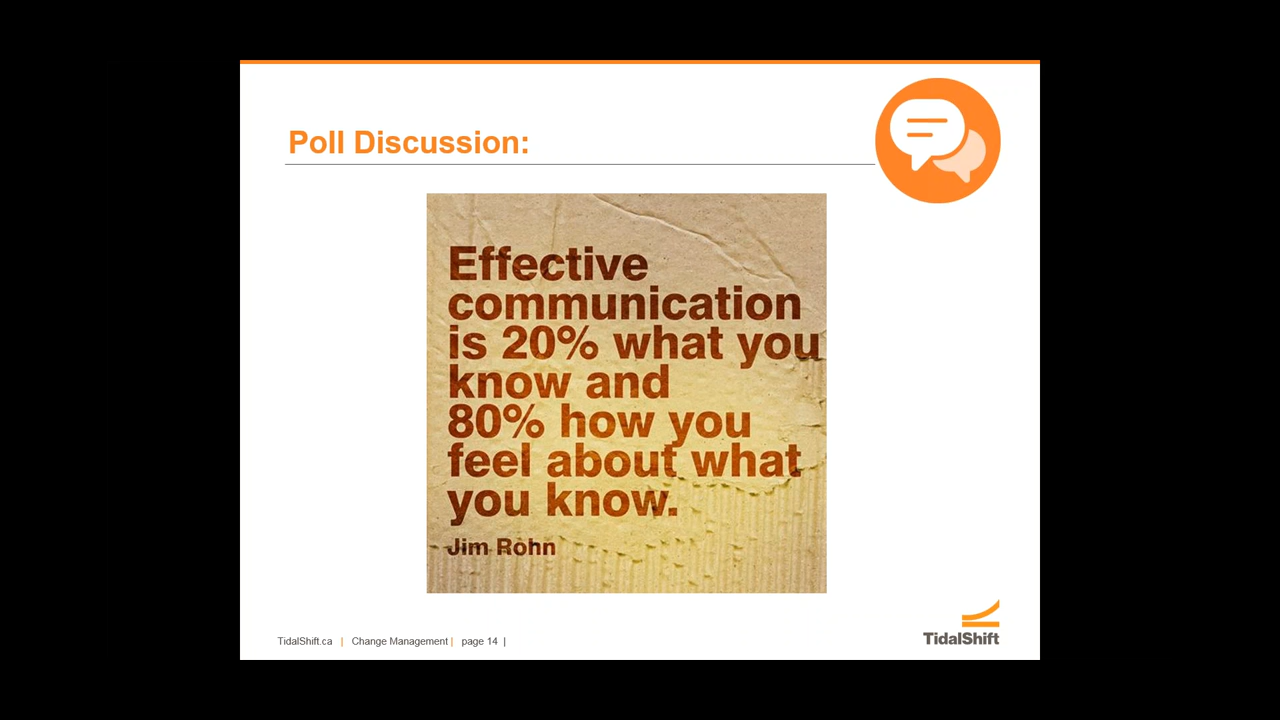 Poll Discussion:
Effective
communication
is 20% what you
know and
80% how you
feel about what
you know.
Jim Rohn
TidalShift.ca | Change Management | page 14 |
TidalShift